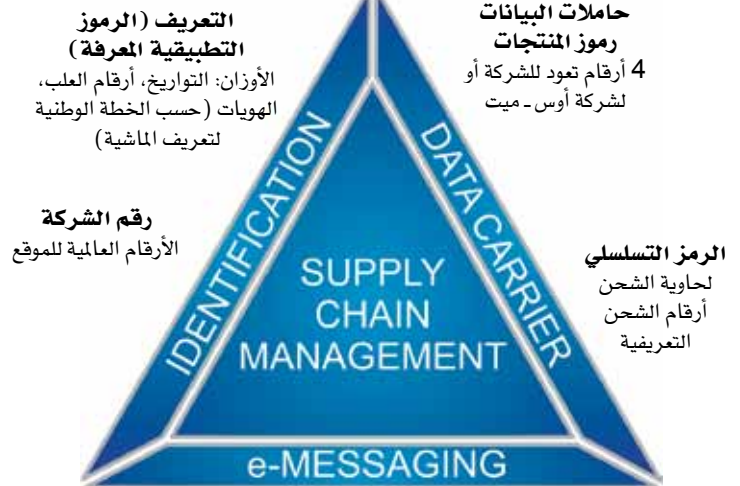 حاملات البيانات
رموز المنتجات
4 أرقام تعود للشركة أو
لشركة أوس - ميت
التعريف (الرموز
التطبيقية المعرفة)
الأوزان: التواريخ، أرقام العلب،
الهويات (حسب الخطة الوطنية
لتعريف الماشية)
رقم الشركة
الأرقام العالمية للموقع
الرمز التسلسلي
لحاوية الشحن
أرقام الشحن
التعريفية
IDENTIFICATION
DATA CARRIER
SUPPLY
CHAIN
MANAGEMENT
e-MESSAGING